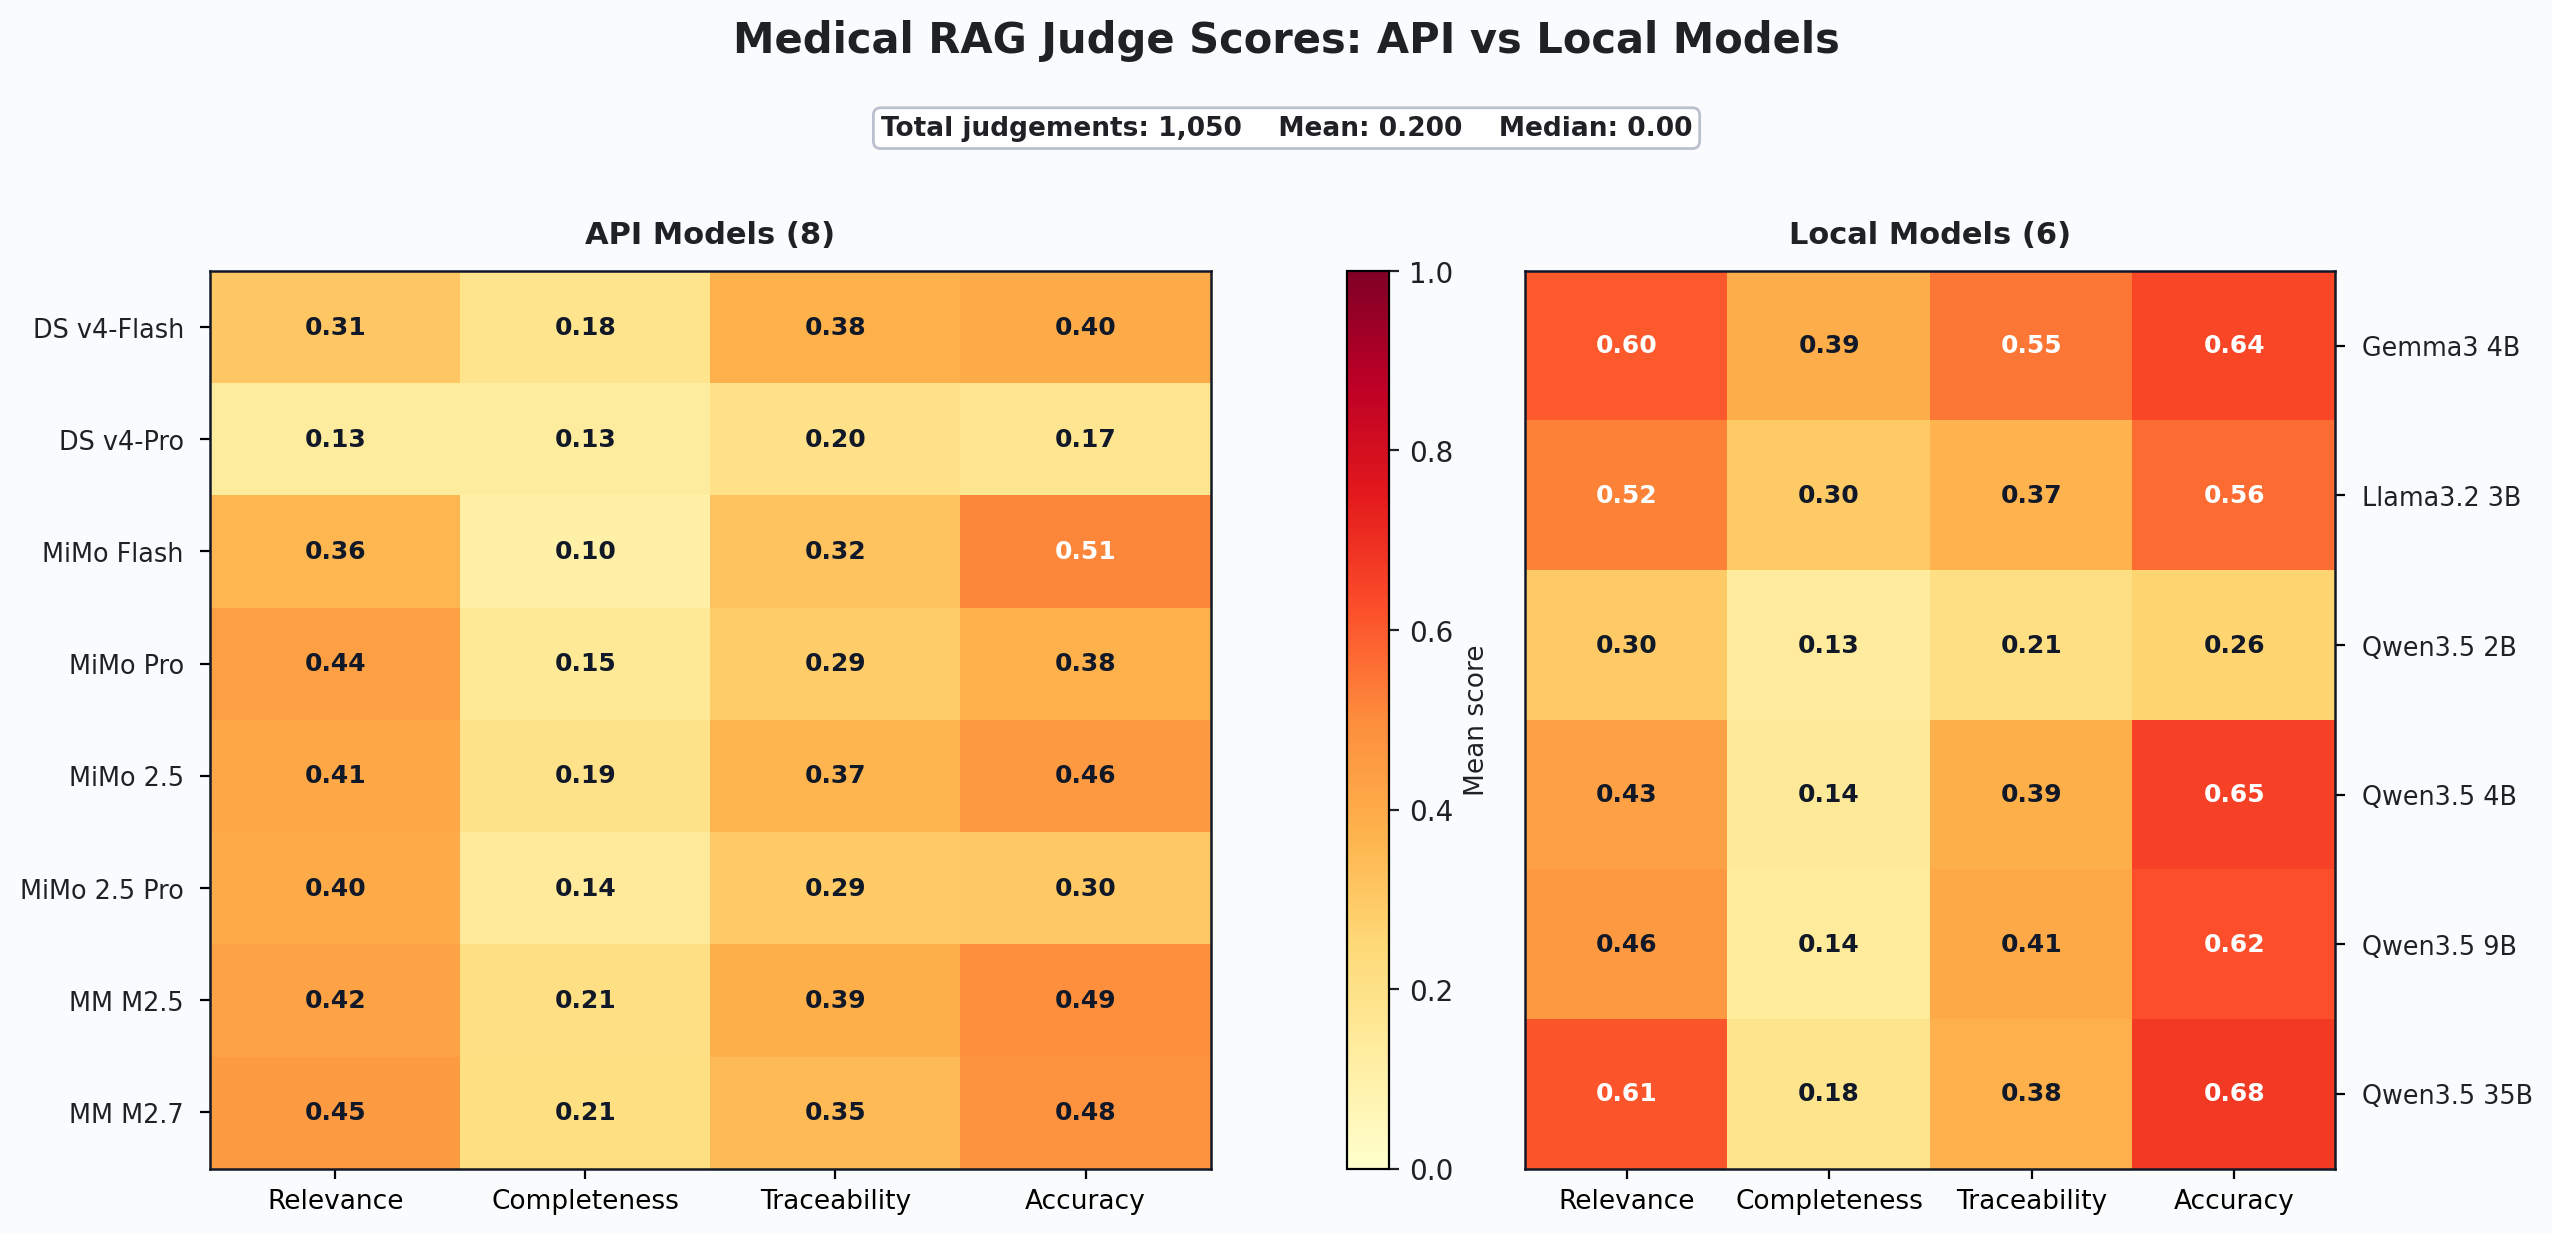 Medical RAG Judge Scores: API vs Local Models
Total judgements: 1,050 Mean: 0.200 Median: 0.00
API Models (8)
DS v4-Flash 0.31 0.18 0.38 0.40
DS v4-Pro 0.13 0.13 0.20 0.17
MiMo Flash 0.36 0.10 0.32 0.51
MiMo Pro 0.44 0.15 0.29 0.38
MiMo 2.5 0.41 0.19 0.37 0.46
MiMo 2.5 Pro 0.40 0.14 0.29 0.30
MM M2.5 0.42 0.21 0.39 0.49
MM M2.7 0.45 0.21 0.35 0.48
Relevance Completeness Traceability Accuracy
1.0
0.8
0.6
0.4
0.2
0.0
Mean score
Local Models (6)
0.60 0.39 0.55 0.64 Gemma3 4B
0.52 0.30 0.37 0.56 Llama3.2 3B
0.30 0.13 0.21 0.26 Qwen3.5 2B
0.43 0.14 0.39 0.65 Qwen3.5 4B
0.46 0.14 0.41 0.62 Qwen3.5 9B
0.61 0.18 0.38 0.68 Qwen3.5 35B
Relevance Completeness Traceability Accuracy